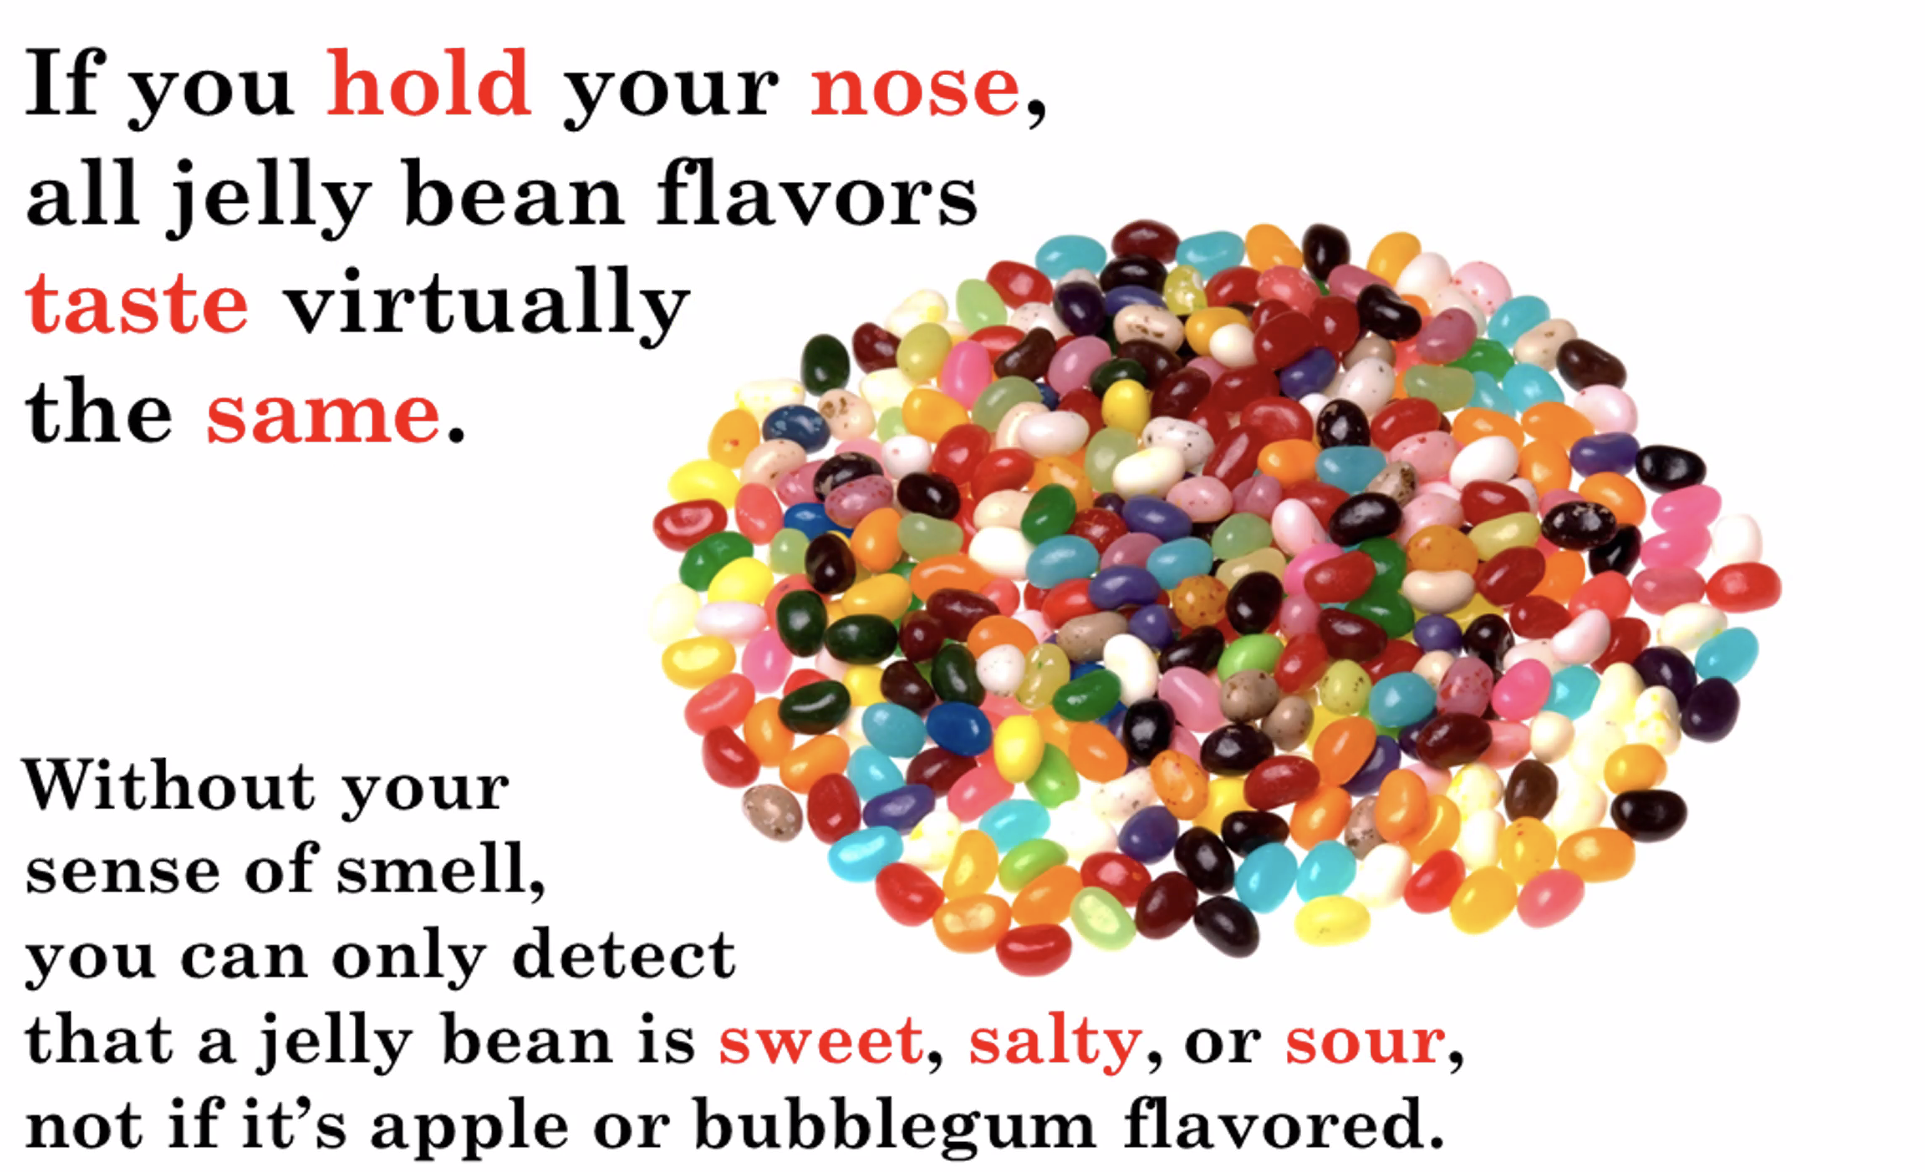 If you hold your nose,
all jelly bean flavors
taste virtually
the same.
Without your
sense of smell,
you can only detect
that a jelly bean is sweet, salty, or sour,
not if it’s apple or bubblegum flavored.